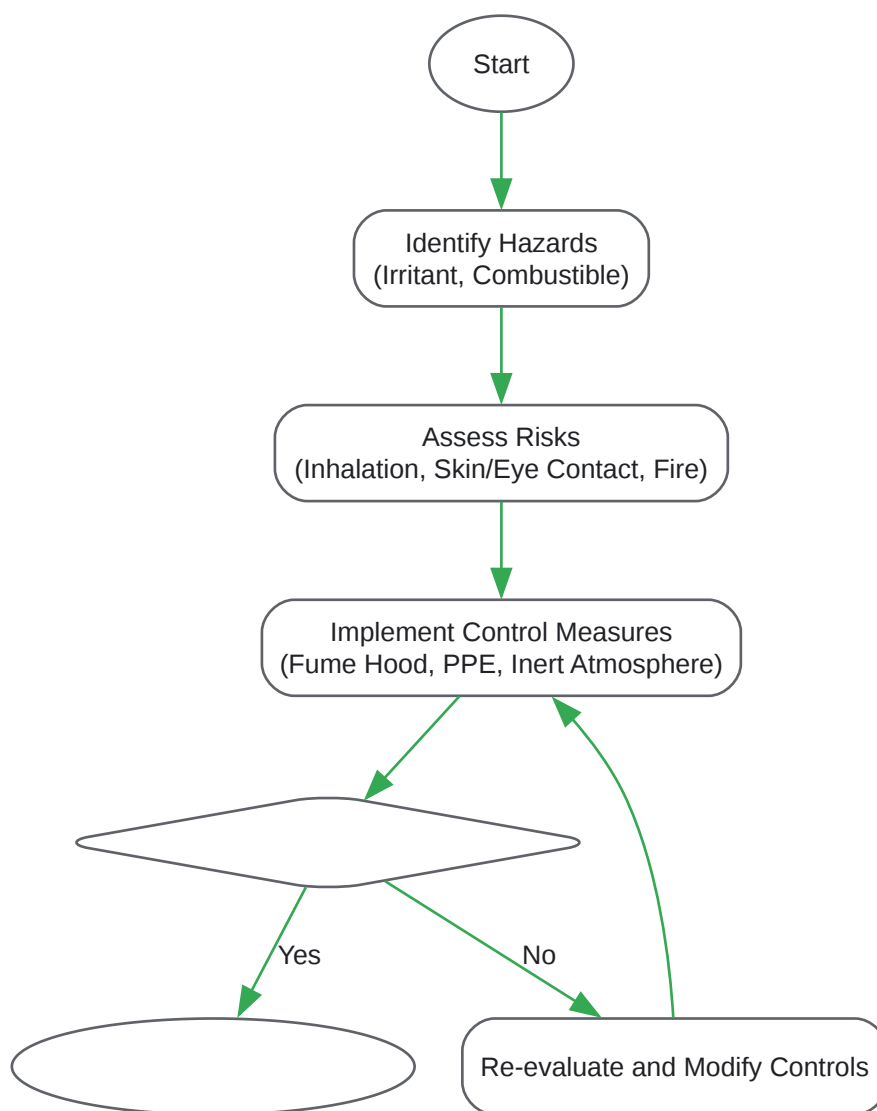 Start
Identify Hazards
(Irritant, Combustible)
Assess Risks
(Inhalation, Skin/Eye Contact, Fire)
Implement Control Measures
(Fume Hood, PPE, Inert Atmosphere)
Yes
No
Re-evaluate and Modify Controls